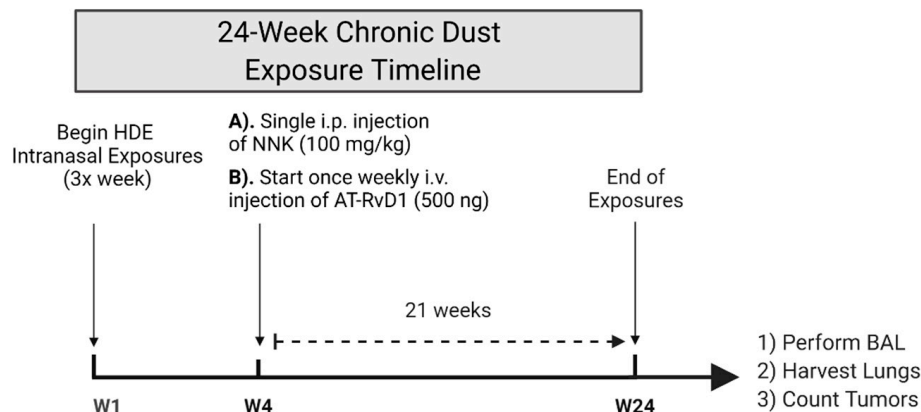 24-Week Chronic Dust
Exposure Timeline
Begin HDE
Intranasal Exposures
(3x week)
A). Single i.p. injection
of NNK (100 mg/kg)
B). Start once weekly i.v.
injection of AT-RvD1 (500 ng)
End of
Exposures
21 weeks
W1
W4
W24
1) Perform BAL
2) Harvest Lungs
3) Count Tumors